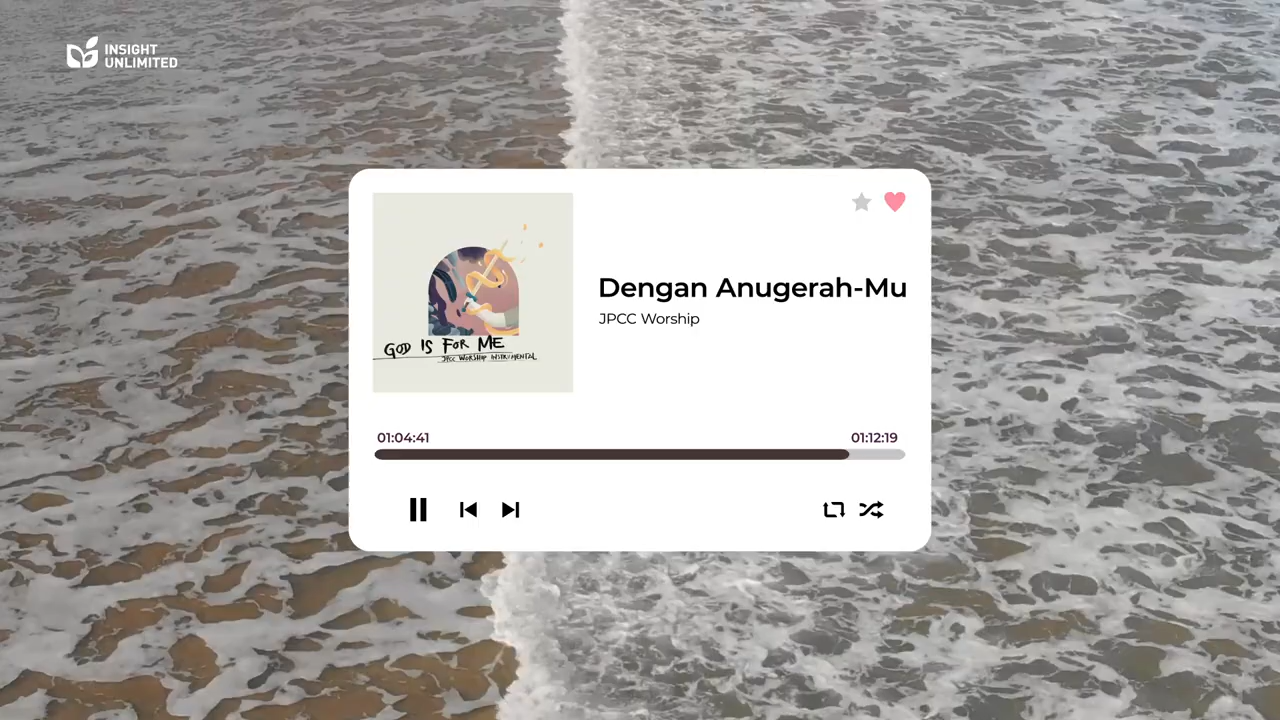 INSIGHT
UNLIMITED
Dengan Anugerah-Mu
JPCC Worship
GOD IS FOR ME
JPCC WORSHIP INSTRUMENTAL
01:04:41
01:12:19